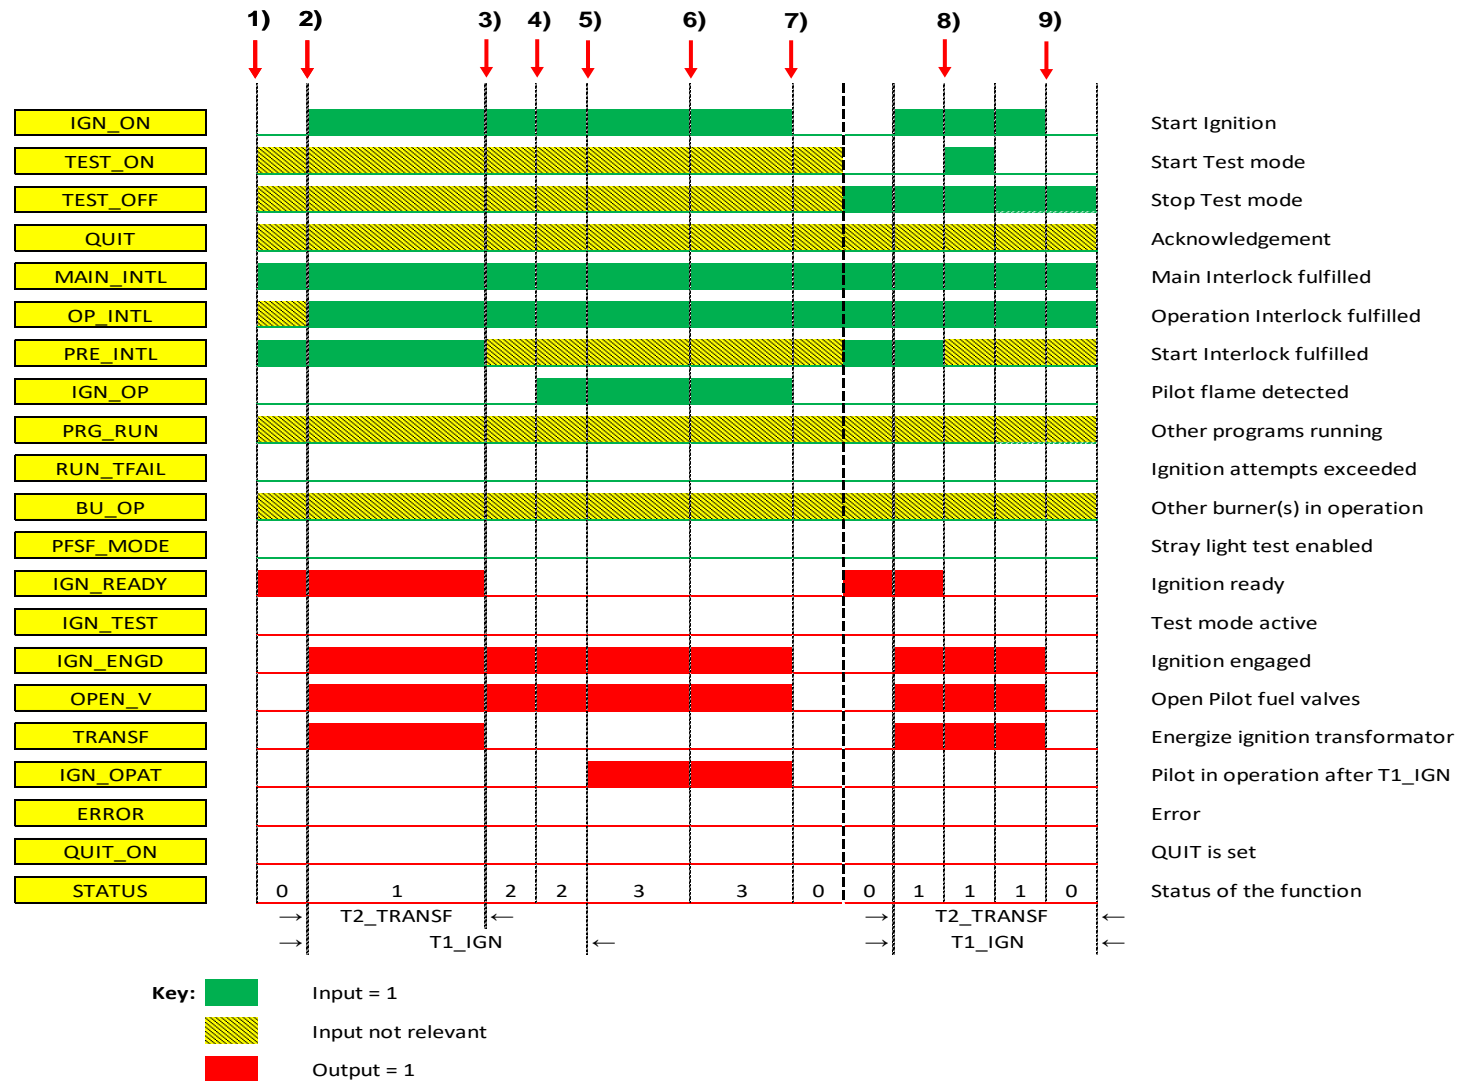 1) 2) 3) 4) 5) 6) 7) 8) 9)
IGN_ON Start Ignition
TEST_ON Start Test mode
TEST_OFF Stop Test mode
QUIT Acknowledgement
MAIN_INTL Main Interlock fulfilled
OP_INTL Operation Interlock fulfilled
PRE_INTL Start Interlock fulfilled
IGN_OP Pilot flame detected
PRG_RUN Other programs running
RUN_TFAIL Ignition attempts exceeded
BU_OP Other burner(s) in operation
PFSF_MODE Stray light test enabled
IGN_READY Ignition ready
IGN_TEST Test mode active
IGN_ENGD Ignition engaged
OPEN_V Open Pilot fuel valves
TRANSF Energize ignition transformator
IGN_OPAT Pilot in operation after T1_IGN
ERROR Error
QUIT_ON QUIT is set
STATUS 0 1 2 2 3 3 0 0 1 1 1 0 Status of the function
→ T2_TRANSF ← → T2_TRANSF ←
→ T1_IGN ← → T1_IGN ←
Key: Input = 1
Input not relevant
Output = 1